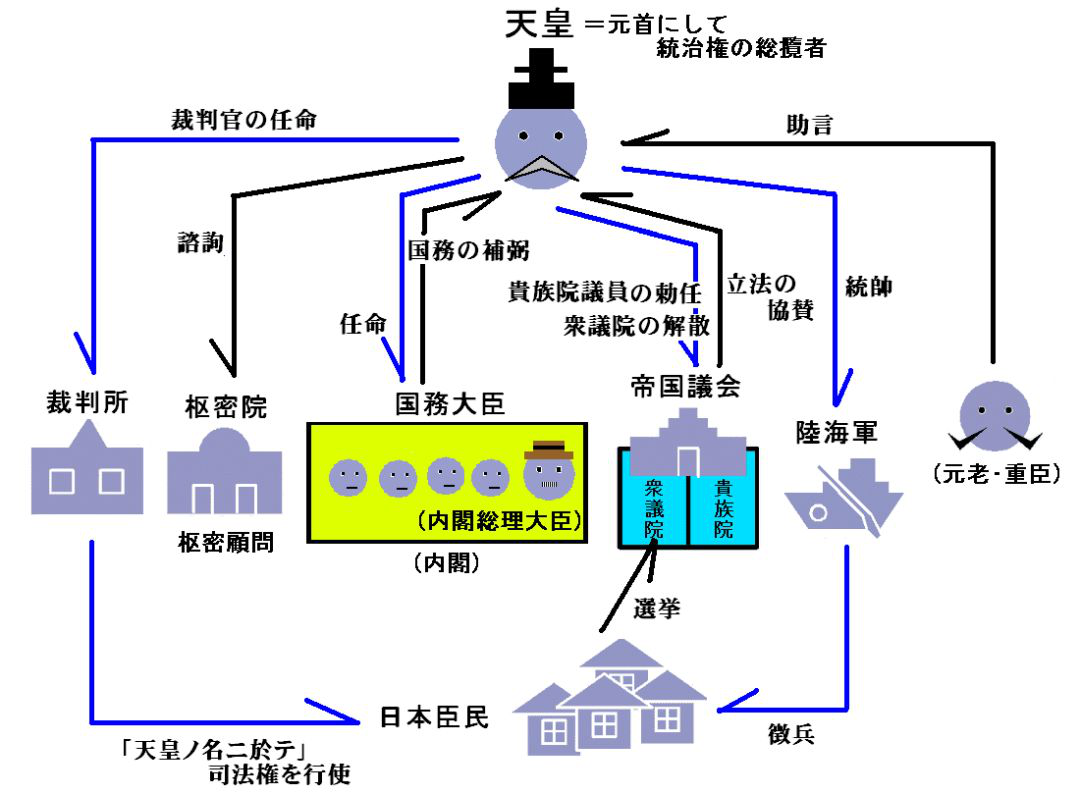 天皇＝元首にして
統治権の総攬者
裁判官の任命
助言
諮詢
国務の補弼
貴族院議員の勅任
衆議院の解散
立法の
協賛
統帥
任命
裁判所
枢密院
国務大臣
帝国議会
陸海軍
(元老・重臣)
衆議院
貴族院
(内閣総理大臣)
枢密顧問
(内閣)
選挙
日本臣民
徴兵
「天皇ノ名ニ於テ」
司法権を行使